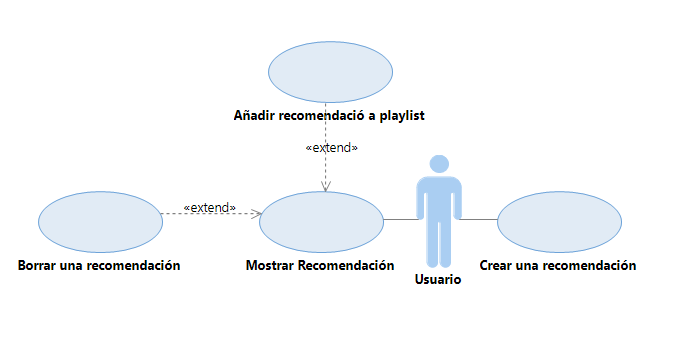 Añadir recomendació a playlist
«extend»
«extend»
Borrar una recomendación
Mostrar Recomendación
Usuario
Crear una recomendación